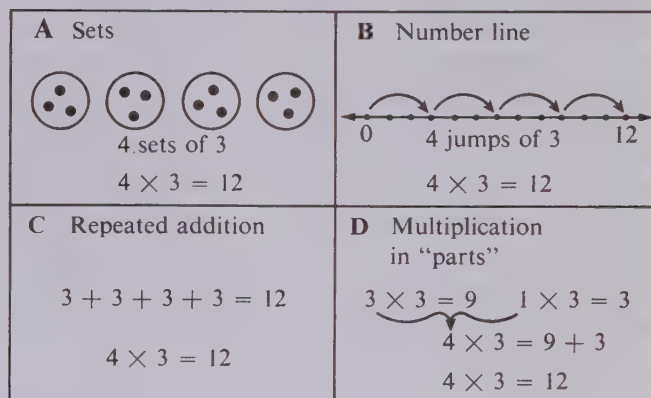 A Sets
4 sets of 3
4 × 3 = 12
B Number line
0 4 jumps of 3 12
4 × 3 = 12
C Repeated addition
3 + 3 + 3 + 3 = 12
4 × 3 = 12
D Multiplication
in “parts”
3 × 3 = 9 1 × 3 = 3
4 × 3 = 9 + 3
4 × 3 = 12